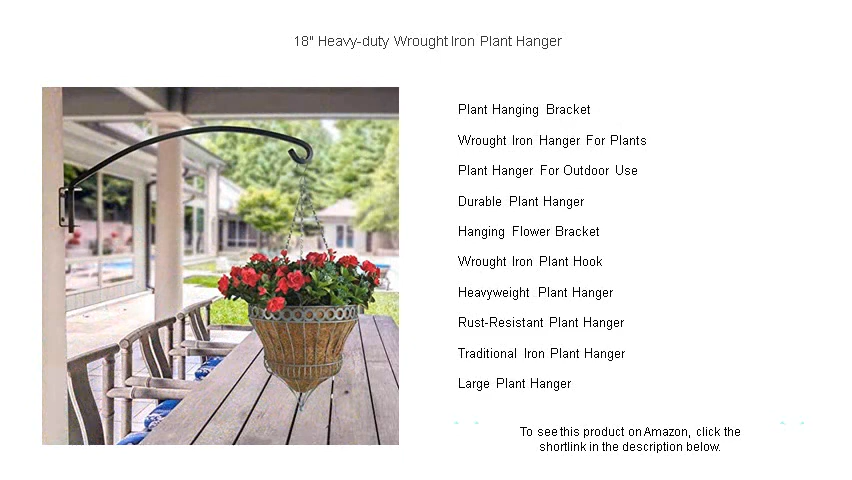 18" Heavy-duty Wrought Iron Plant Hanger
Plant Hanging Bracket
Wrought Iron Hanger For Plants
Plant Hanger For Outdoor Use
Durable Plant Hanger
Hanging Flower Bracket
Wrought Iron Plant Hook
Heavyweight Plant Hanger
Rust-Resistant Plant Hanger
Traditional Iron Plant Hanger
Large Plant Hanger
To see this product on Amazon, click the
shortlink in the description below.